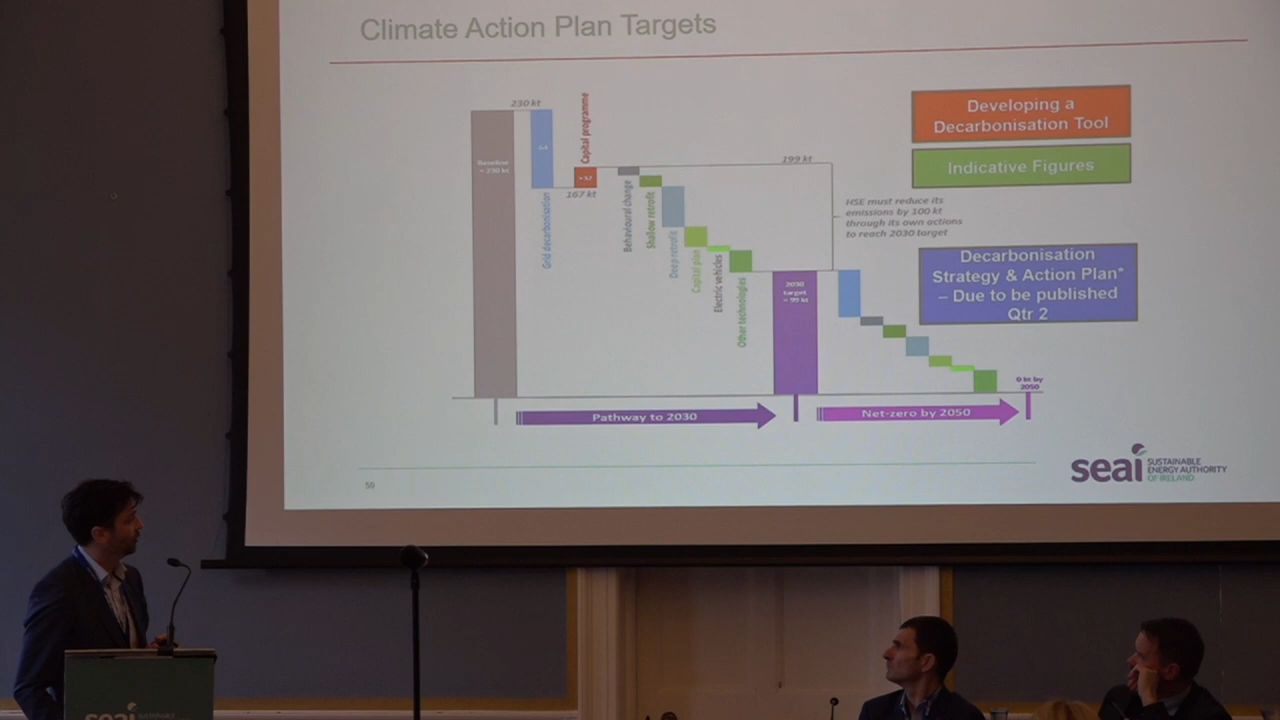 Climate Action Plan Targets
230 kt
Capital programme
Baseline
~ 230 kt
167 kt
Grid decarbonisation
Behavioural change
Shallow retrofit
Deep retrofit
Capital plan
Electric vehicles
Other technologies
199 kt
HSE must reduce its
emissions by 100 kt
through its own actions
to reach 2030 target
2030
target
~ 99 kt
0 kt by
2050
Pathway to 2030
Net-zero by 2050
Developing a
Decarbonisation Tool
Indicative Figures
Decarbonisation
Strategy & Action Plan*
– Due to be published
Qtr 2
59
seai SUSTAINABLE
ENERGY AUTHORITY
OF IRELAND
seai